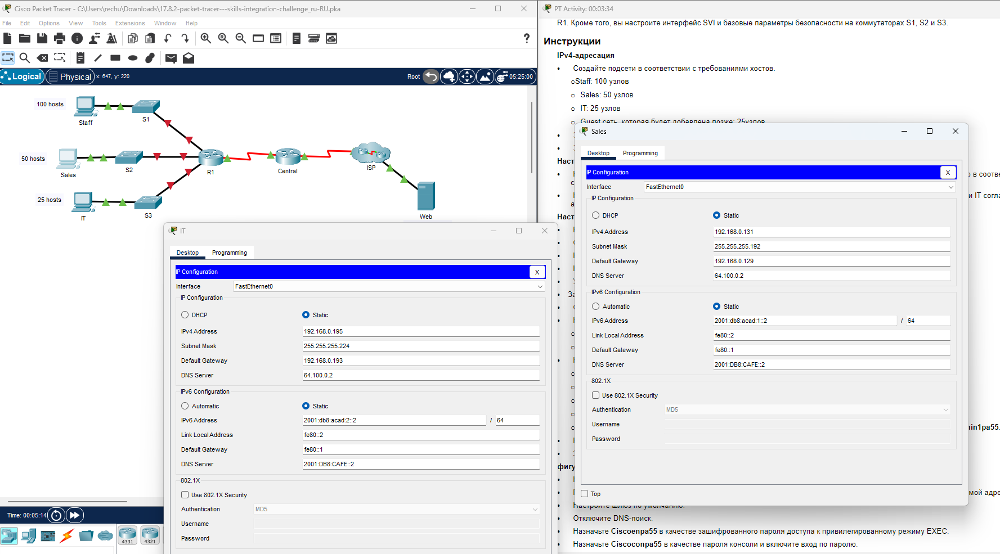 Cisco Packet Tracer - C:\Users\rechu\Downloads\17.8.2-packet-tracer---skills-integration-challenge_ru-RU.pka
File Edit Options View Tools Extensions Window Help
?
Logical Physical x: 647, y: 220
Root 05:25:00
100 hosts
Staff
S1
50 hosts
Sales
S2
R1
Central
ISP
25 hosts
IT
S3
Web
Time: 00:05:14
4331 4321
IT
Desktop Programming
IP Configuration X
Interface FastEthernet0
IP Configuration
DHCP Static
IPv4 Address 192.168.0.195
Subnet Mask 255.255.255.224
Default Gateway 192.168.0.193
DNS Server 64.100.0.2
IPv6 Configuration
Automatic Static
IPv6 Address 2001:db8:acad:2::2 / 64
Link Local Address fe80::2
Default Gateway fe80::1
DNS Server 2001:DB8:CAFE::2
802.1X
Use 802.1X Security
Authentication MD5
Username
Password
PT Activity: 00:03:34
R1. Кроме того, вы настроите интерфейс SVI и базовые параметры безопасности на коммутаторах S1, S2 и S3.
Инструкции
IPv4-адресация
• Создайте подсети в соответствии с требованиями хостов.
o Staff: 100 узлов
o Sales: 50 узлов
o IT: 25 узлов
o Guest сеть, которая будет добавлена позже: 25узлов
Sales
Desktop Programming
IP Configuration X
Interface FastEthernet0
IP Configuration
DHCP Static
IPv4 Address 192.168.0.131
Subnet Mask 255.255.255.192
Default Gateway 192.168.0.129
DNS Server 64.100.0.2
IPv6 Configuration
Automatic Static
IPv6 Address 2001:db8:acad:1::2 / 64
Link Local Address fe80::2
Default Gateway fe80::1
DNS Server 2001:DB8:CAFE::2
802.1X
Use 802.1X Security
Authentication MD5
Username
Password
Top
• Настройте шлюз по умолчанию.
• Отключите DNS-поиск.
• Назначьте Ciscoenpa55 в качестве зашифрованного пароля доступа к привилегированному режиму EXEC.
• Назначьте Ciscoconpa55 в качестве пароля консоли и включите вход по паролю.